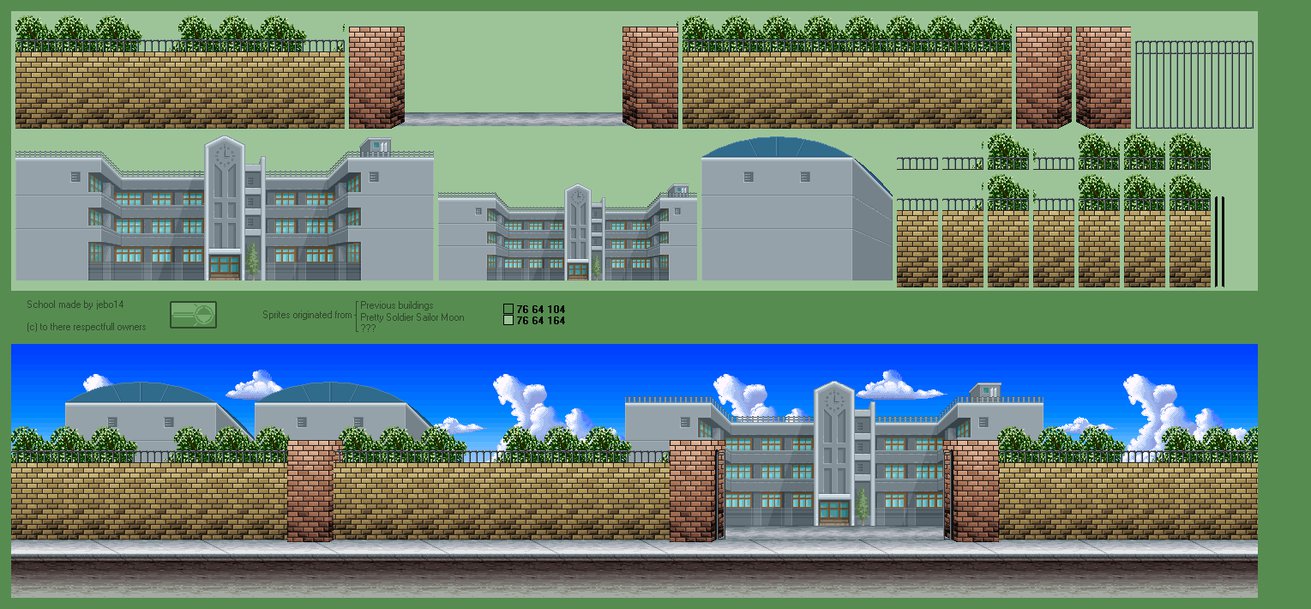 School made by jebo14
(c) to there respectfull owners
Sprites originated from
Previous buildings
Pretty Soldier Sailor Moon
???
76 64 104
76 64 164